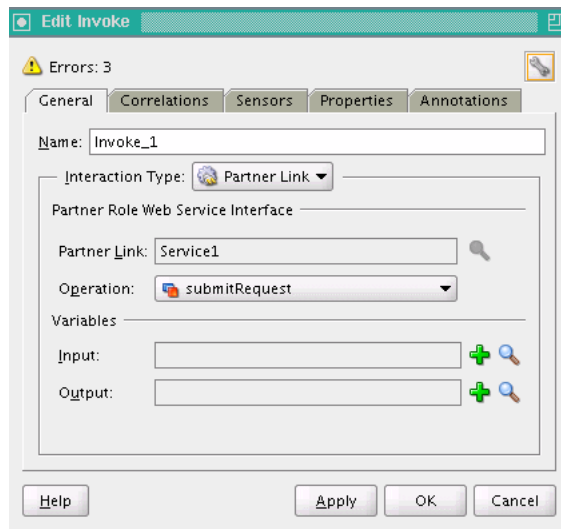 Edit Invoke
Errors: 3
General Correlations Sensors Properties Annotations
Name: Invoke_1
Interaction Type: Partner Link
Partner Role Web Service Interface
Partner Link: Service1
Operation: submitRequest
Variables
Input:
Output:
Help Apply OK Cancel